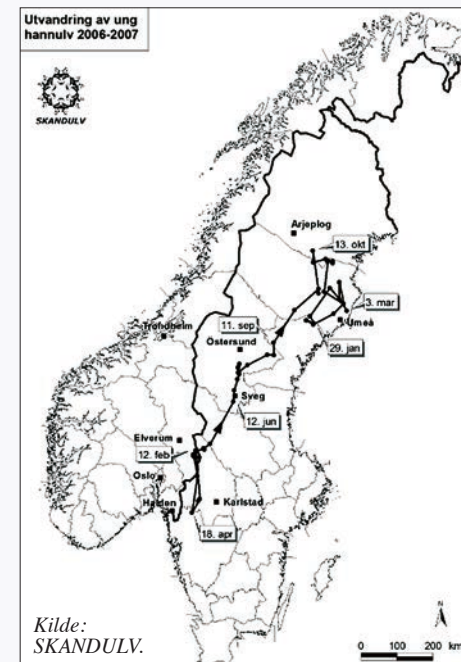 Utvandring av ung
hannulv 2006-2007
SKANDULV
Arjeplog
13. okt
3. mar
11. sep
Umeå
Trondheim
Östersund
29. jan
Sveg
12. jun
Elverum
12. feb
Oslo
Halden
Karlstad
18. apr
N
Kilde:
SKANDULV.
0 100 200 km